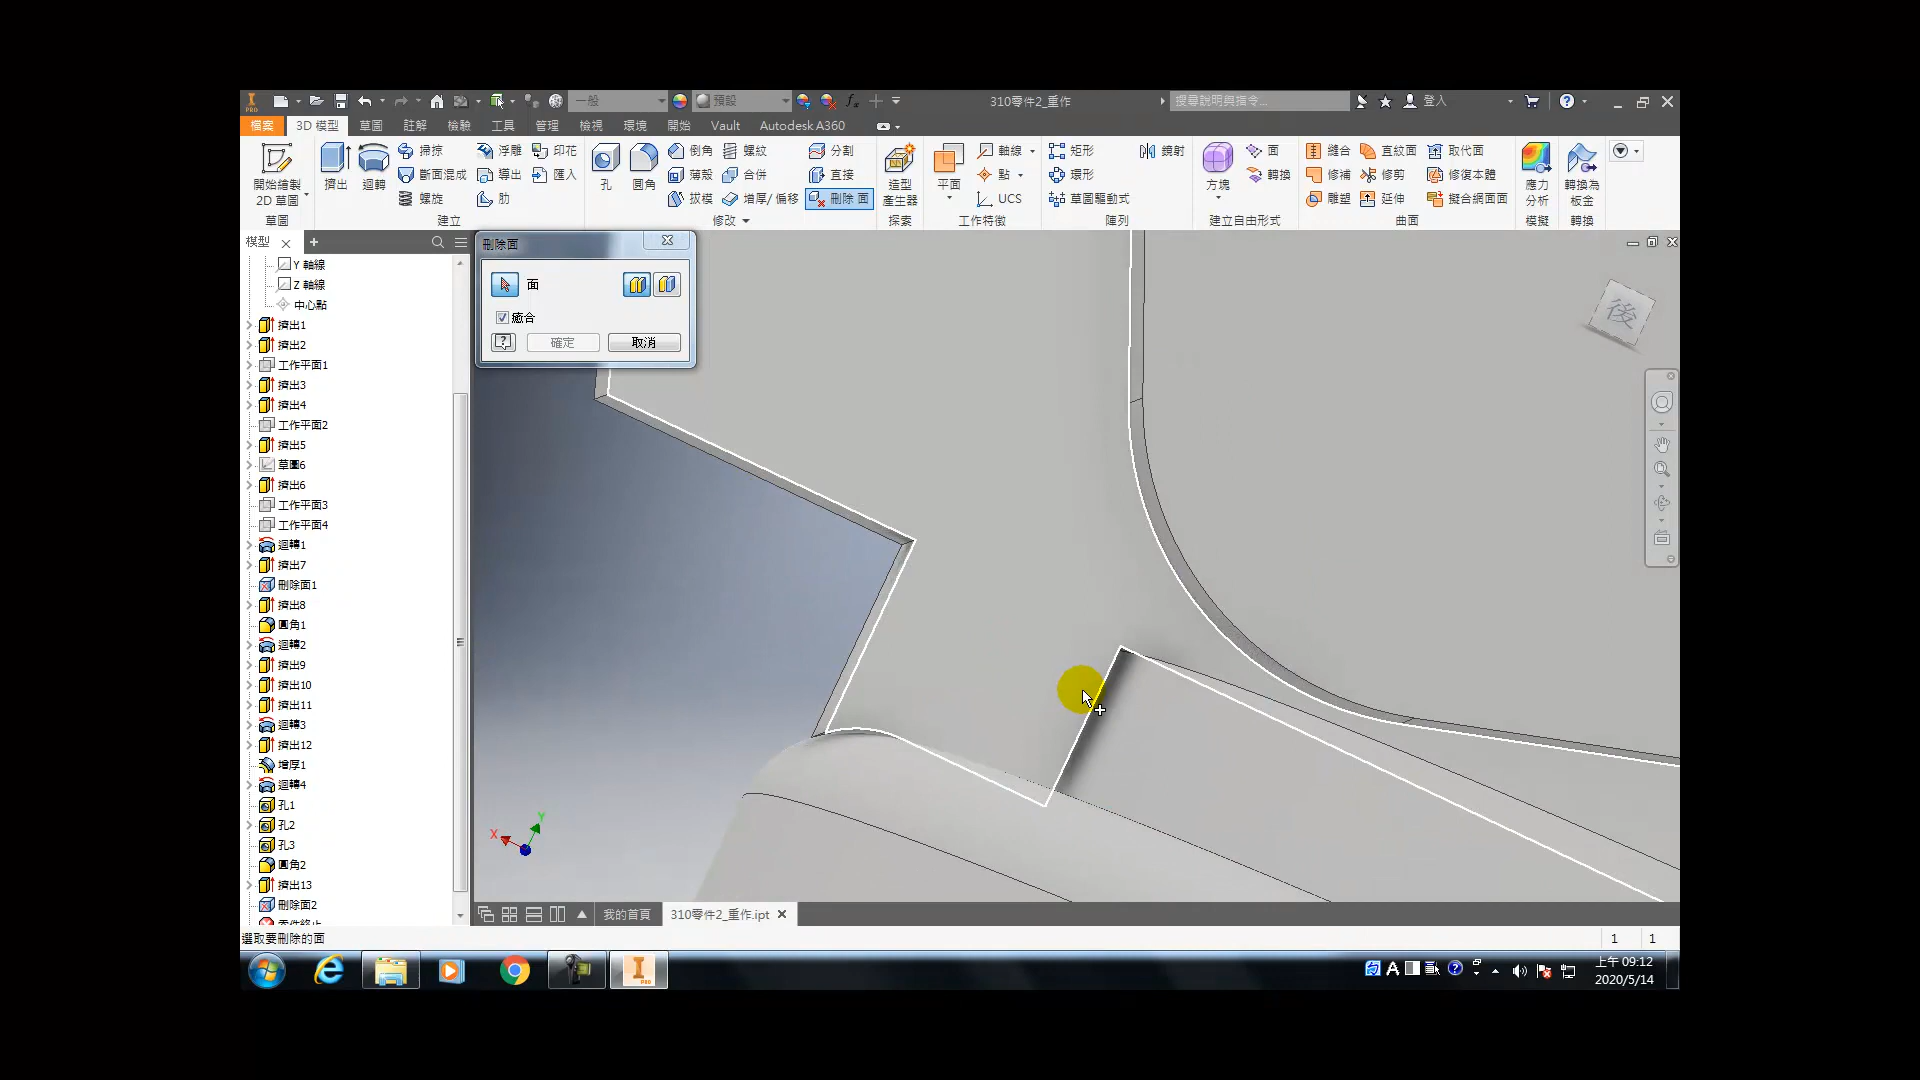 一般
預設
310零件2_重作
搜尋說明與指令...
登入
檔案 3D 模型 草圖 註解 檢驗 工具 管理 檢視 環境 開始 Vault Autodesk A360
開始繪製
2D 草圖
草圖
擠出
迴轉
掃掠
斷面混成
螺旋
浮雕
導出
肋
印花
匯入
建立
孔
圓角
倒角
薄殼
拔模
螺紋
合併
增厚/偏移
分割
直接
刪除 面
修改
造型
產生器
探索
平面
軸線
點
UCS
工作特徵
矩形
環形
草圖驅動式
鏡射
陣列
方塊
面
轉換
建立自由形式
縫合
修補
雕塑
直紋面
修剪
延伸
取代面
修復本體
擬合網面面
曲面
應力
分析
模擬
轉換為
板金
轉換
模型
Y 軸線
Z 軸線
中心點
擠出1
擠出2
工作平面1
擠出3
擠出4
工作平面2
擠出5
草圖6
擠出6
工作平面3
工作平面4
迴轉1
擠出7
刪除面1
擠出8
圓角1
迴轉2
擠出9
擠出10
擠出11
迴轉3
擠出12
增厚1
迴轉4
孔1
孔2
孔3
圓角2
擠出13
刪除面2
刪除面
面
癒合
確定
取消
後
X
Y
我的首頁
310零件2_重作.ipt
選取要刪除的面
1 1
上午 09:12
2020/5/14